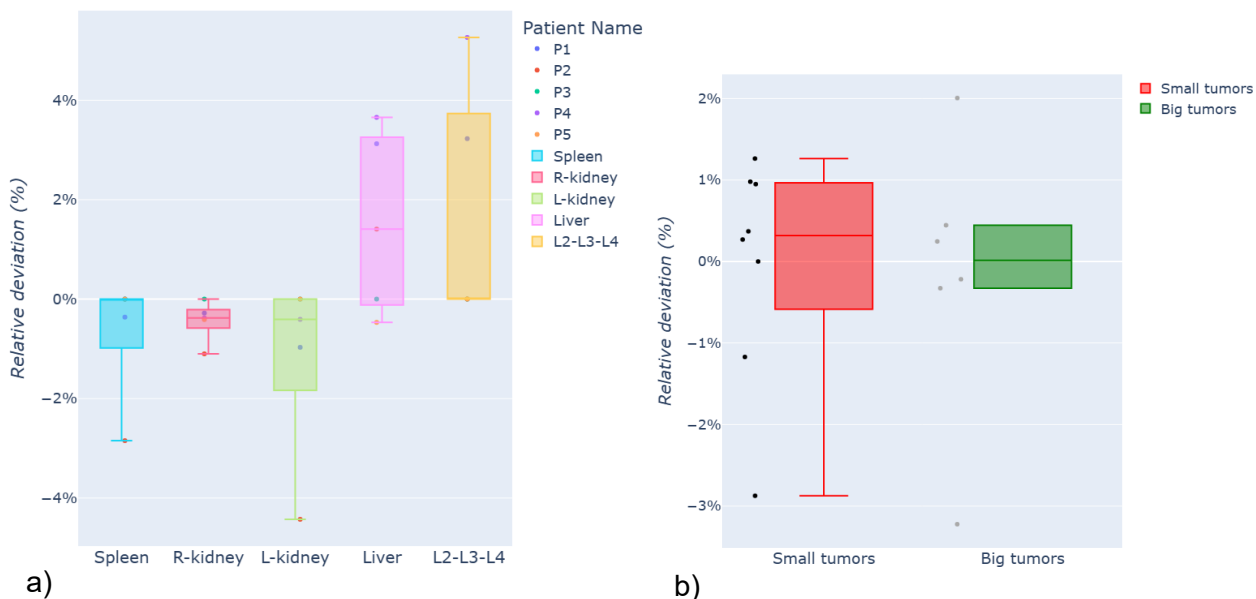 Relative deviation (%)
4%
2%
0%
−2%
−4%
Spleen
R-kidney
L-kidney
Liver
L2-L3-L4
Patient Name
P1
P2
P3
P4
P5
Spleen
R-kidney
L-kidney
Liver
L2-L3-L4
a)
Relative deviation (%)
2%
1%
0%
−1%
−2%
−3%
Small tumors
Big tumors
Small tumors
Big tumors
b)